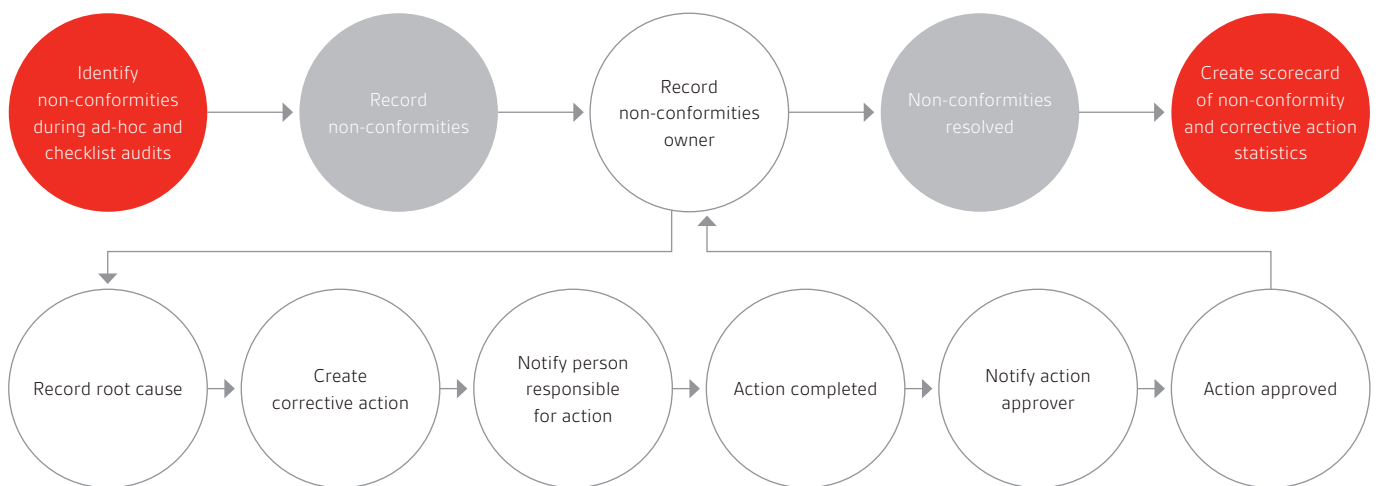 Identify
non-conformities
during ad-hoc and
checklist audits
Record
non-conformities
Record
non-conformities
owner
Non-conformities
resolved
Create scorecard
of non-conformity
and corrective action
statistics
Record root cause
Create
corrective action
Notify person
responsible
for action
Action completed
Notify action
approver
Action approved